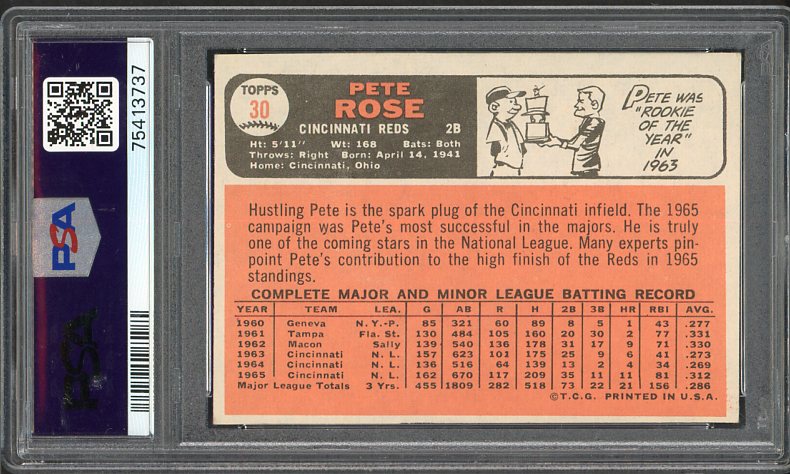 PSA
75413737
PSA
TOPPS
30
PETE
ROSE
CINCINNATI REDS 2B
Ht: 5'11" Wt: 168 Bats: Both
Throws: Right Born: April 14, 1941
Home: Cincinnati, Ohio
PETE WAS
"ROOKIE
OF THE
YEAR"
IN
1963
Hustling Pete is the spark plug of the Cincinnati infield. The 1965
campaign was Pete's most successful in the majors. He is truly
one of the coming stars in the National League. Many experts pin-
point Pete's contribution to the high finish of the Reds in 1965
standings.
COMPLETE MAJOR AND MINOR LEAGUE BATTING RECORD
YEAR TEAM LEA. G AB R H 2B 3B HR RBI AVG.
1960 Geneva N.Y.-P. 85 321 60 89 8 5 1 43 .277
1961 Tampa Fla. St. 130 484 105 160 20 30 2 77 .331
1962 Macon Sally 139 540 136 178 31 17 9 71 .330
1963 Cincinnati N. L. 157 623 101 175 25 9 6 41 .273
1964 Cincinnati N. L. 136 516 64 139 13 2 4 34 .269
1965 Cincinnati N. L. 162 670 117 209 35 11 11 81 .312
Major League Totals 3 Yrs. 455 1809 282 518 73 22 21 156 .286
©T.C.G. PRINTED IN U.S.A.